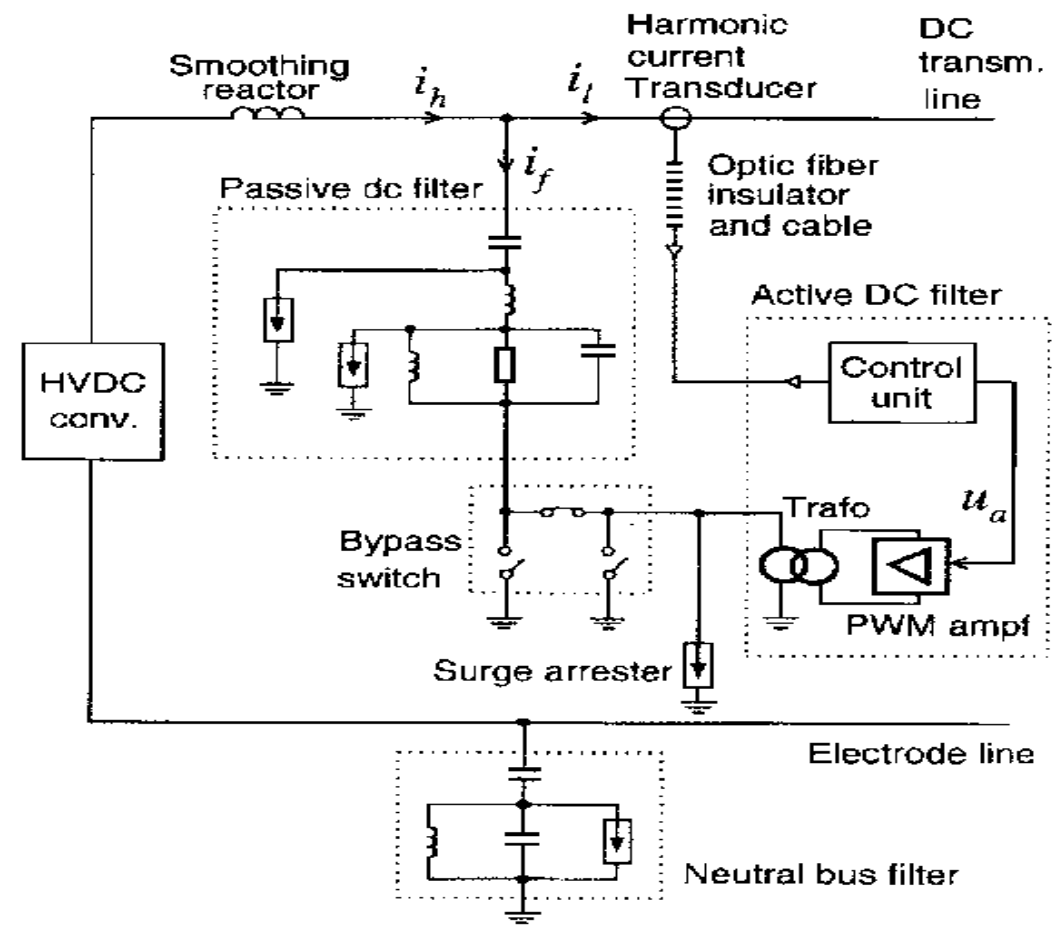 Harmonic
current
Transducer
DC
transm.
line
Smoothing
reactor
i_h
i_l
i_f
Passive dc filter
Optic fiber
insulator
and cable
Active DC filter
HVDC
conv.
Control
unit
Trafo
u_a
Bypass
switch
PWM ampf
Surge arrester
Electrode line
Neutral bus filter